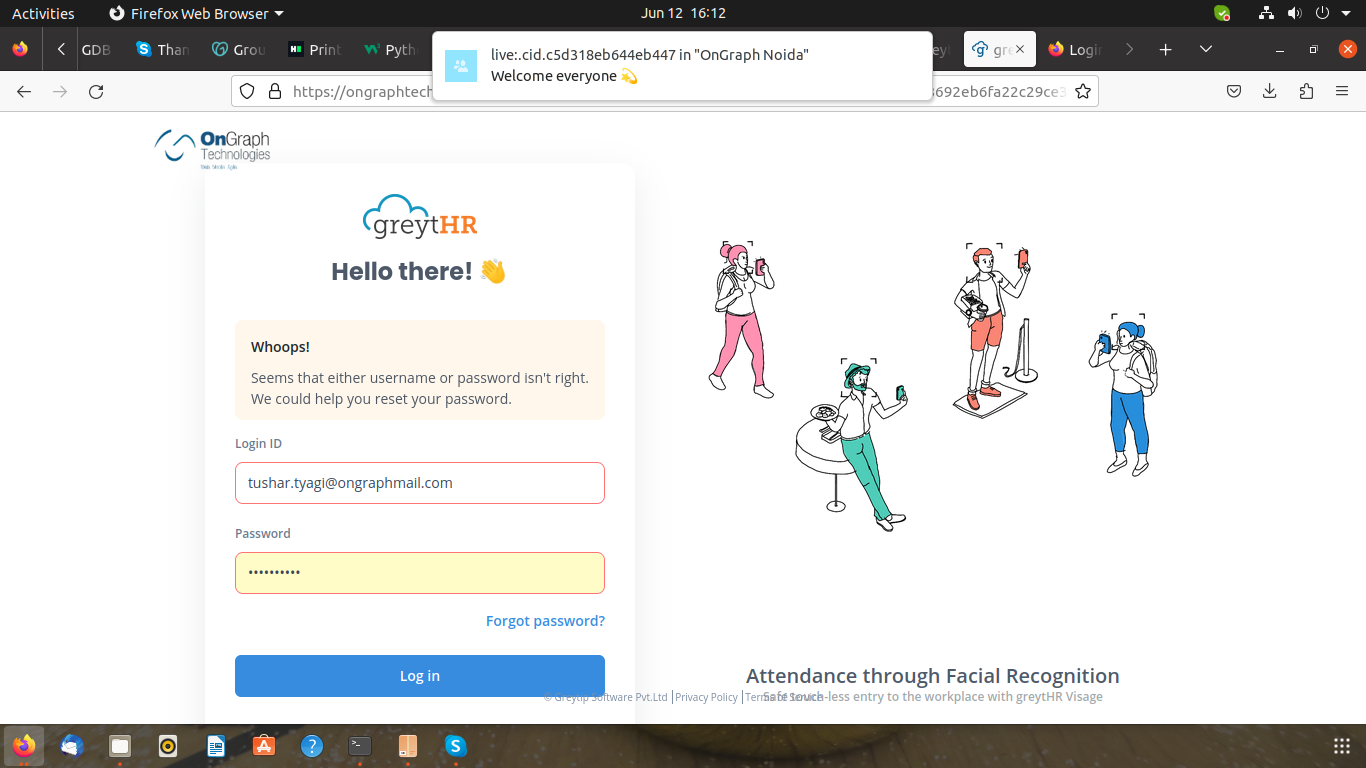 Activities
Firefox Web Browser
Jun 12 16:12
GDB
Than
Grou
Print
Pyth
gre
Login
live:.cid.c5d318eb644eb447 in "OnGraph Noida"
Welcome everyone 💫
https://ongraphtech
692eb6fa22c29ce3
OnGraph
Technologies
greytHR
Hello there! 👋
Whoops!
Seems that either username or password isn't right.
We could help you reset your password.
Login ID
tushar.tyagi@ongraphmail.com
Password
••••••••••
Forgot password?
Log in
Attendance through Facial Recognition
© Greytip Software Pvt.Ltd |Privacy Policy |Terms of Service
Safe touch-less entry to the workplace with greytHR Visage